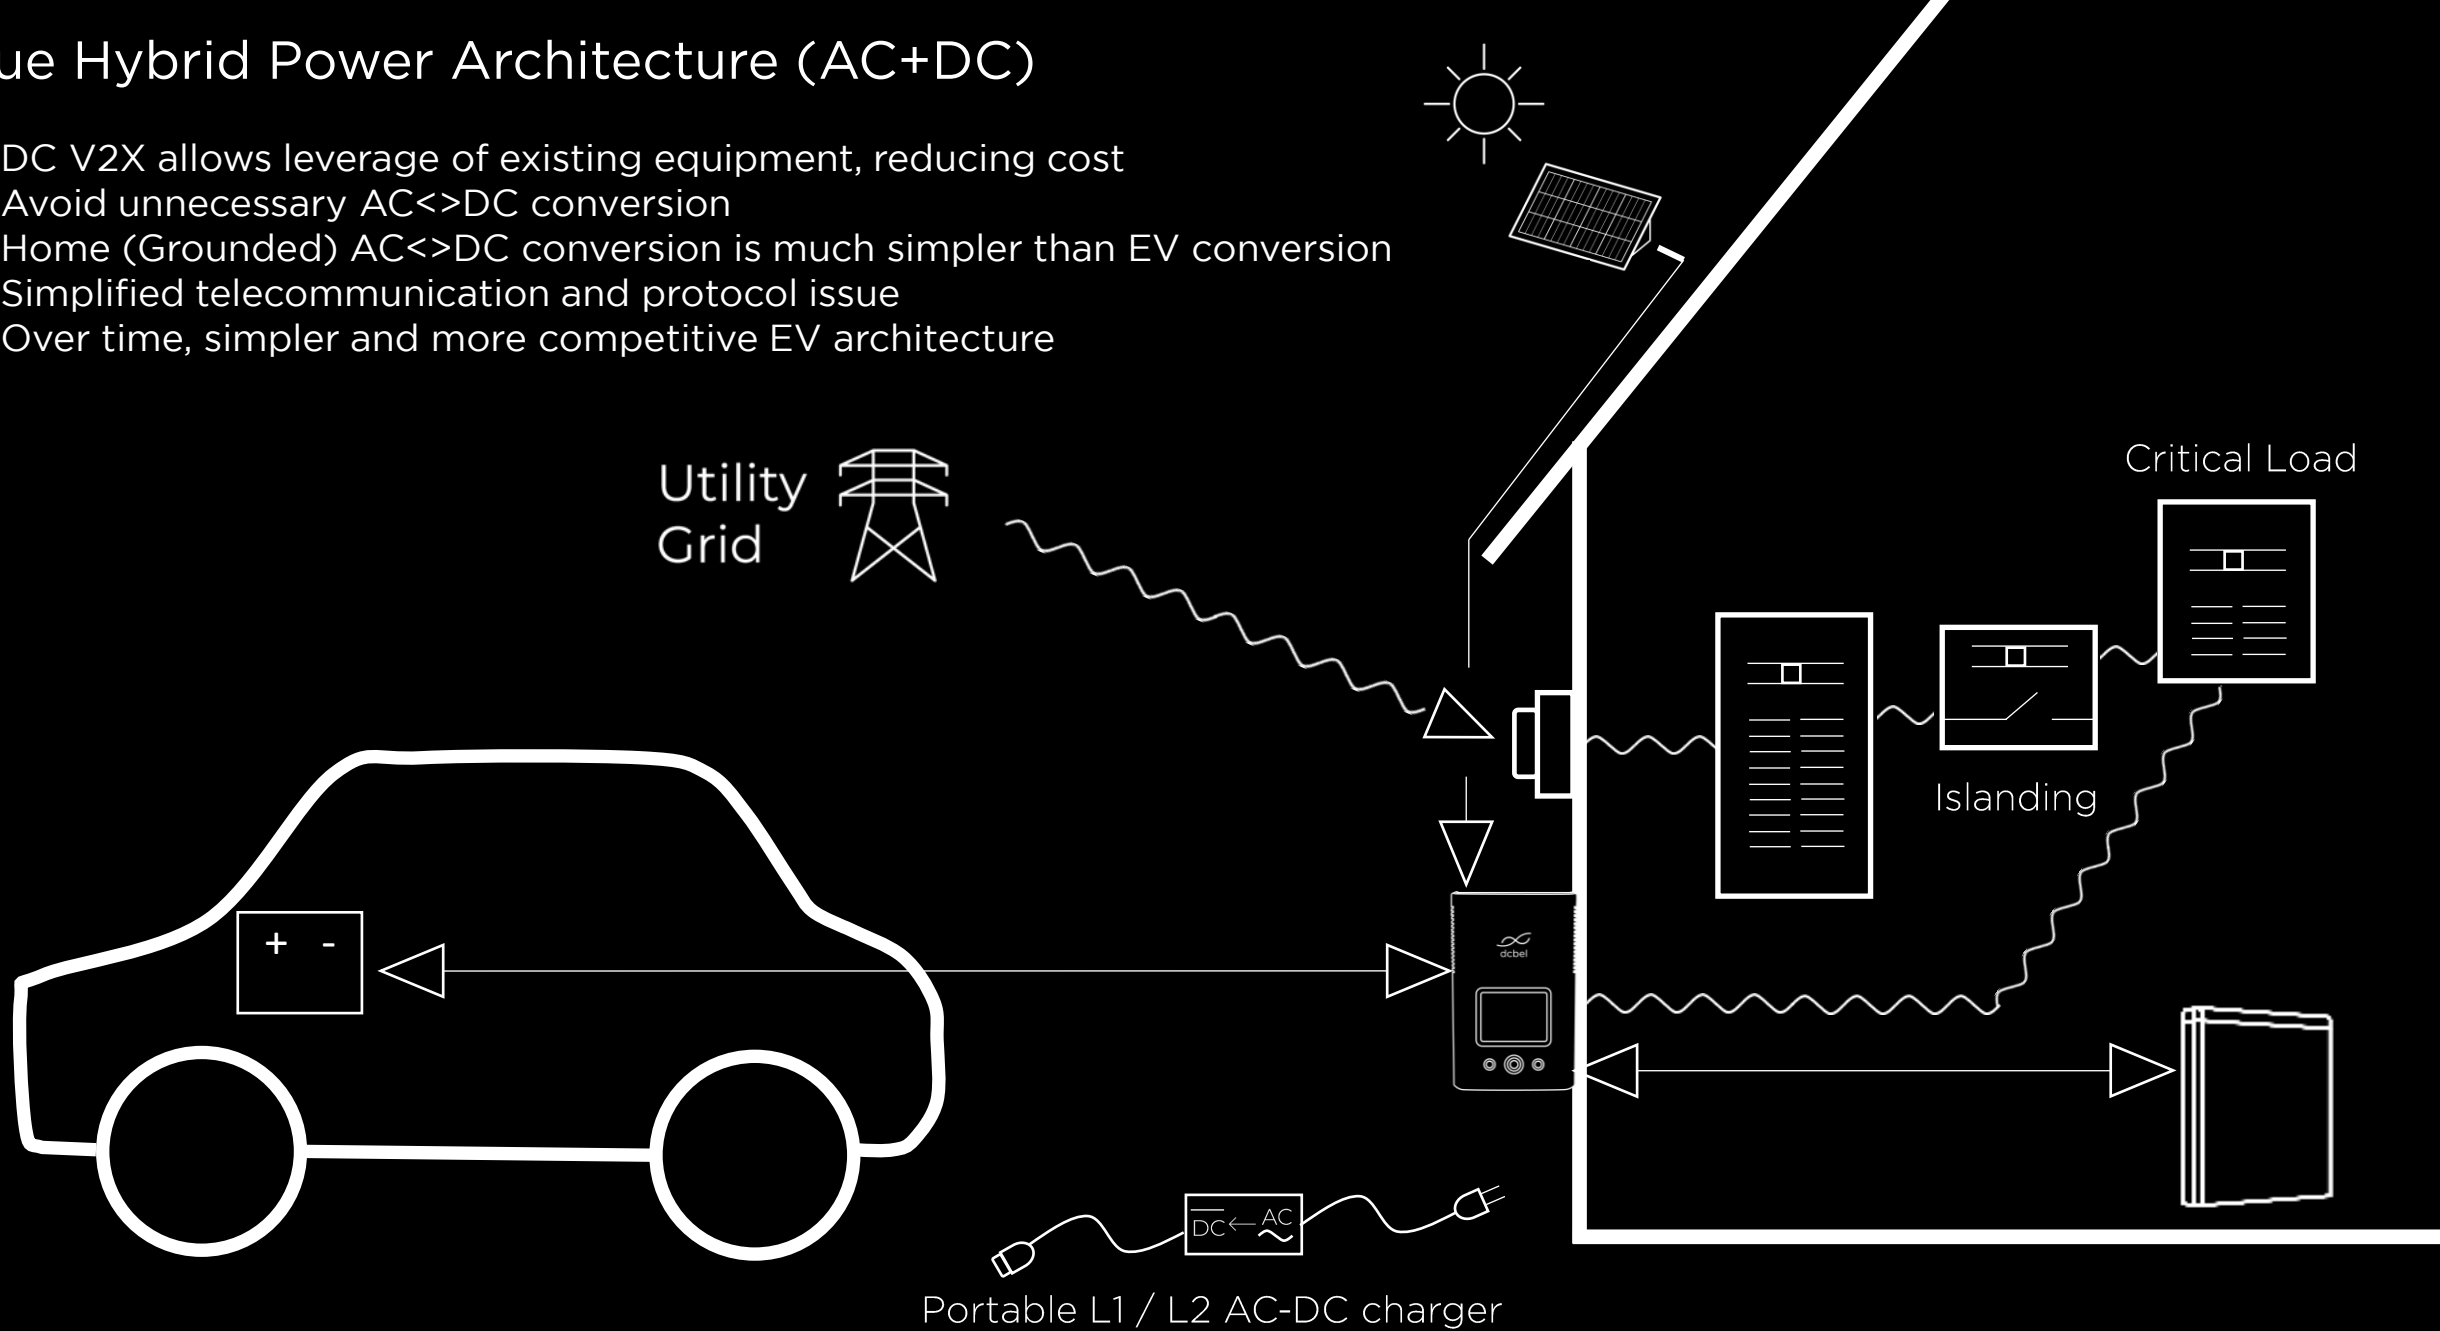 ue Hybrid Power Architecture (AC+DC)
DC V2X allows leverage of existing equipment, reducing cost
Avoid unnecessary AC<>DC conversion
Home (Grounded) AC<>DC conversion is much simpler than EV conversion
Simplified telecommunication and protocol issue
Over time, simpler and more competitive EV architecture
Utility
Grid
Critical Load
Islanding
+ -
dcbel
DC ← AC
Portable L1 / L2 AC-DC charger